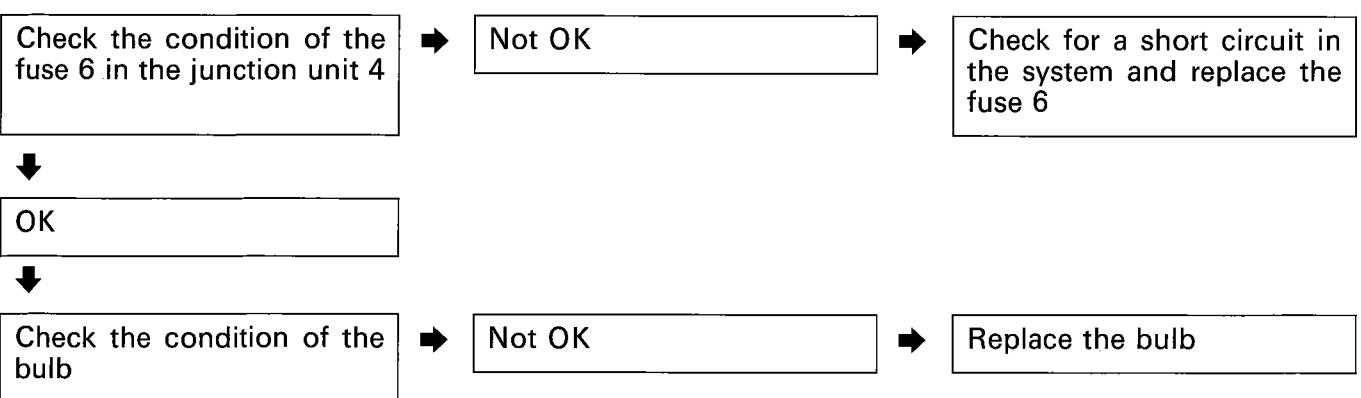 Check the condition of the
fuse 6 in the junction unit 4
Not OK
Check for a short circuit in
the system and replace the
fuse 6
OK
Check the condition of the
bulb
Not OK
Replace the bulb